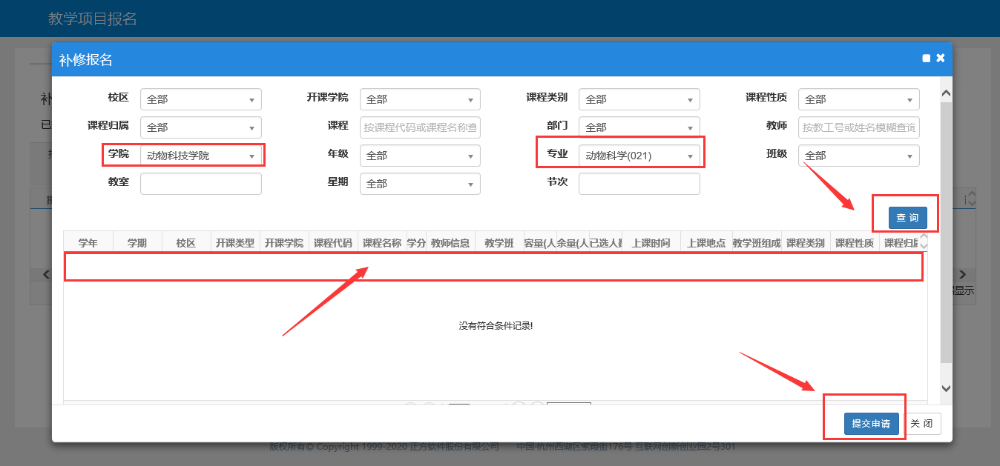 教学项目报名
补修报名
校区 全部 开课学院 全部 课程类别 全部 课程性质 全部
课程归属 全部 课程 按课程代码或课程名称查 部门 全部 教师 按教工号或姓名模糊查询
学院 动物科技学院 年级 全部 专业 动物科学(021) 班级 全部
教室 星期 全部 节次
查 询
学年 学期 校区 开课类型 开课学院 课程代码 课程名称 学分 教师信息 教学班 容量(人 余量(人 已选人 上课时间 上课地点 教学班组成 课程类别 课程性质 课程归
显示
没有符合条件记录!
提交申请 关 闭
版权所有© Copyright 1999-2020 正方软件股份有限公司 中国·杭州西湖区紫霞街176号 互联网创新创业园2号301